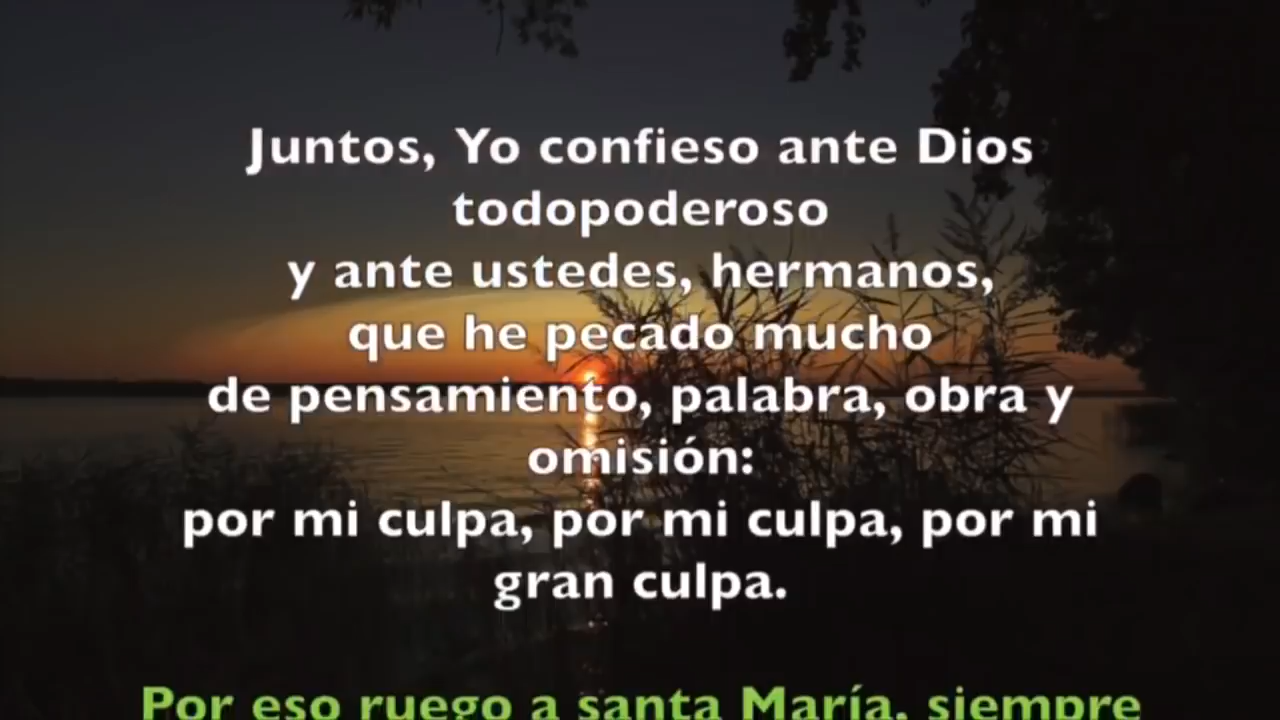 Juntos, Yo confieso ante Dios
todopoderoso
y ante ustedes, hermanos,
que he pecado mucho
de pensamiento, palabra, obra y
omisión:
por mi culpa, por mi culpa, por mi
gran culpa.
Por eso ruego a santa María, siempre